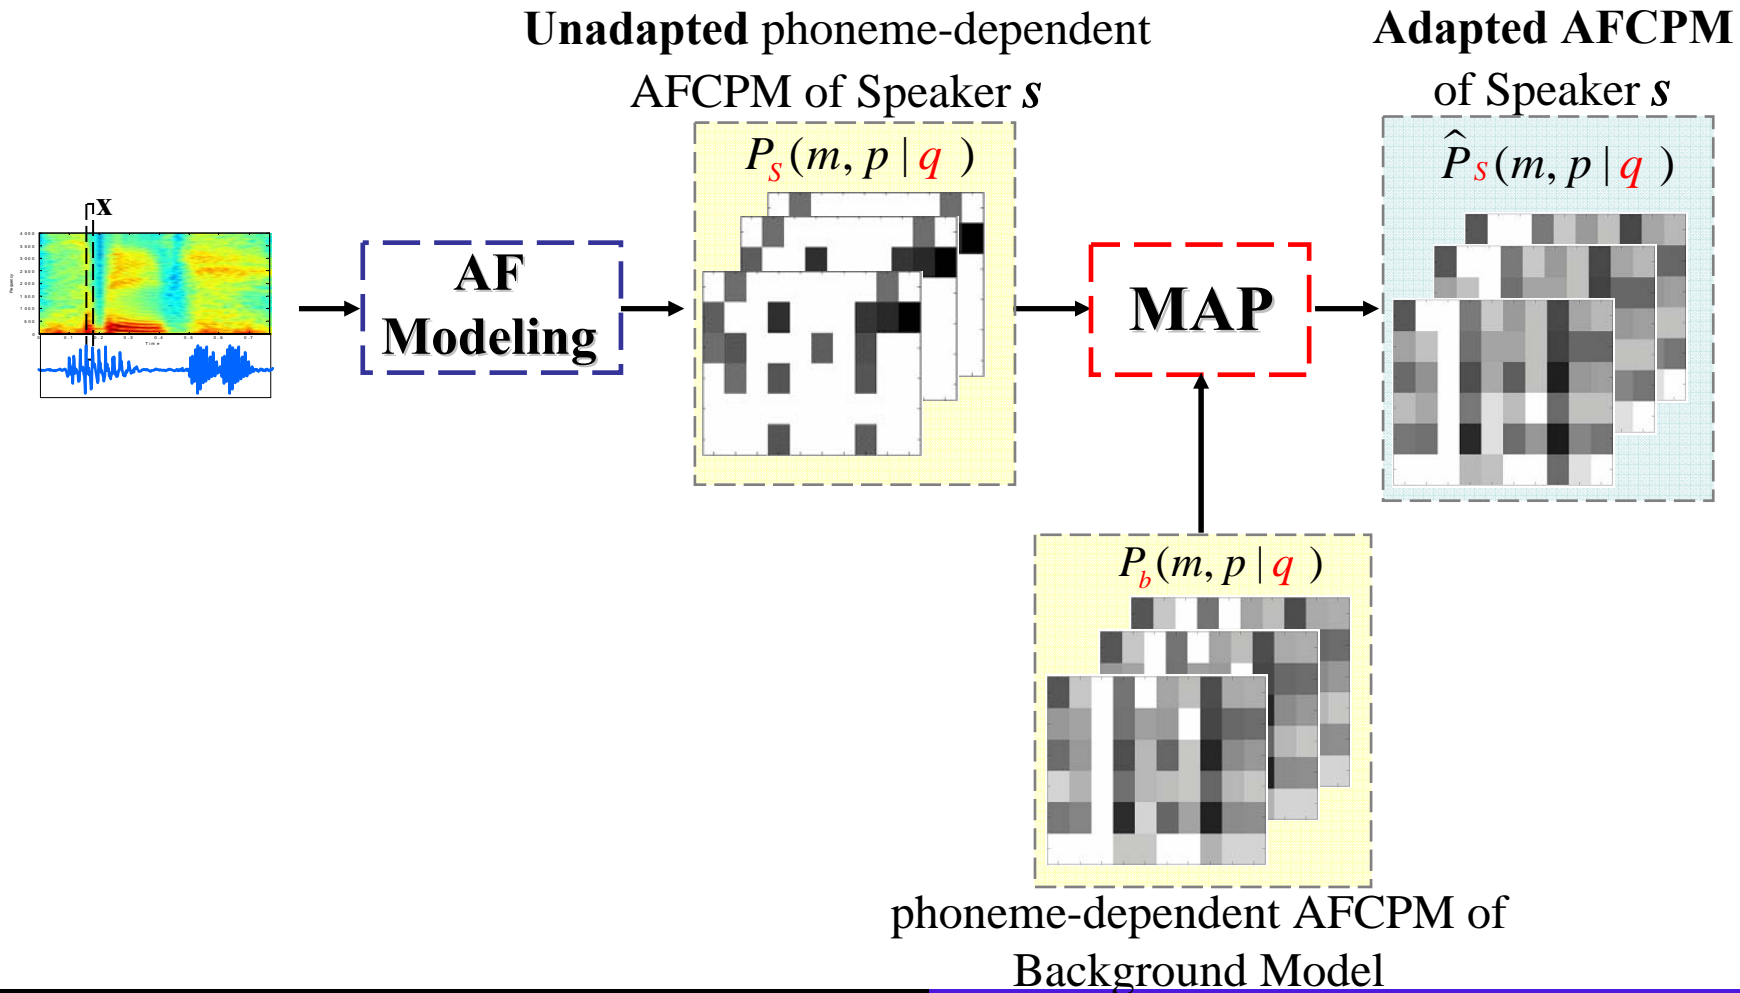 Unadapted phoneme-dependent
AFCPM of Speaker s
Adapted AFCPM
of Speaker s
P_S(m, p | q )
P̂_S(m, p | q )
x
AF
Modeling
MAP
P_b(m, p | q )
phoneme-dependent AFCPM of
Background Model